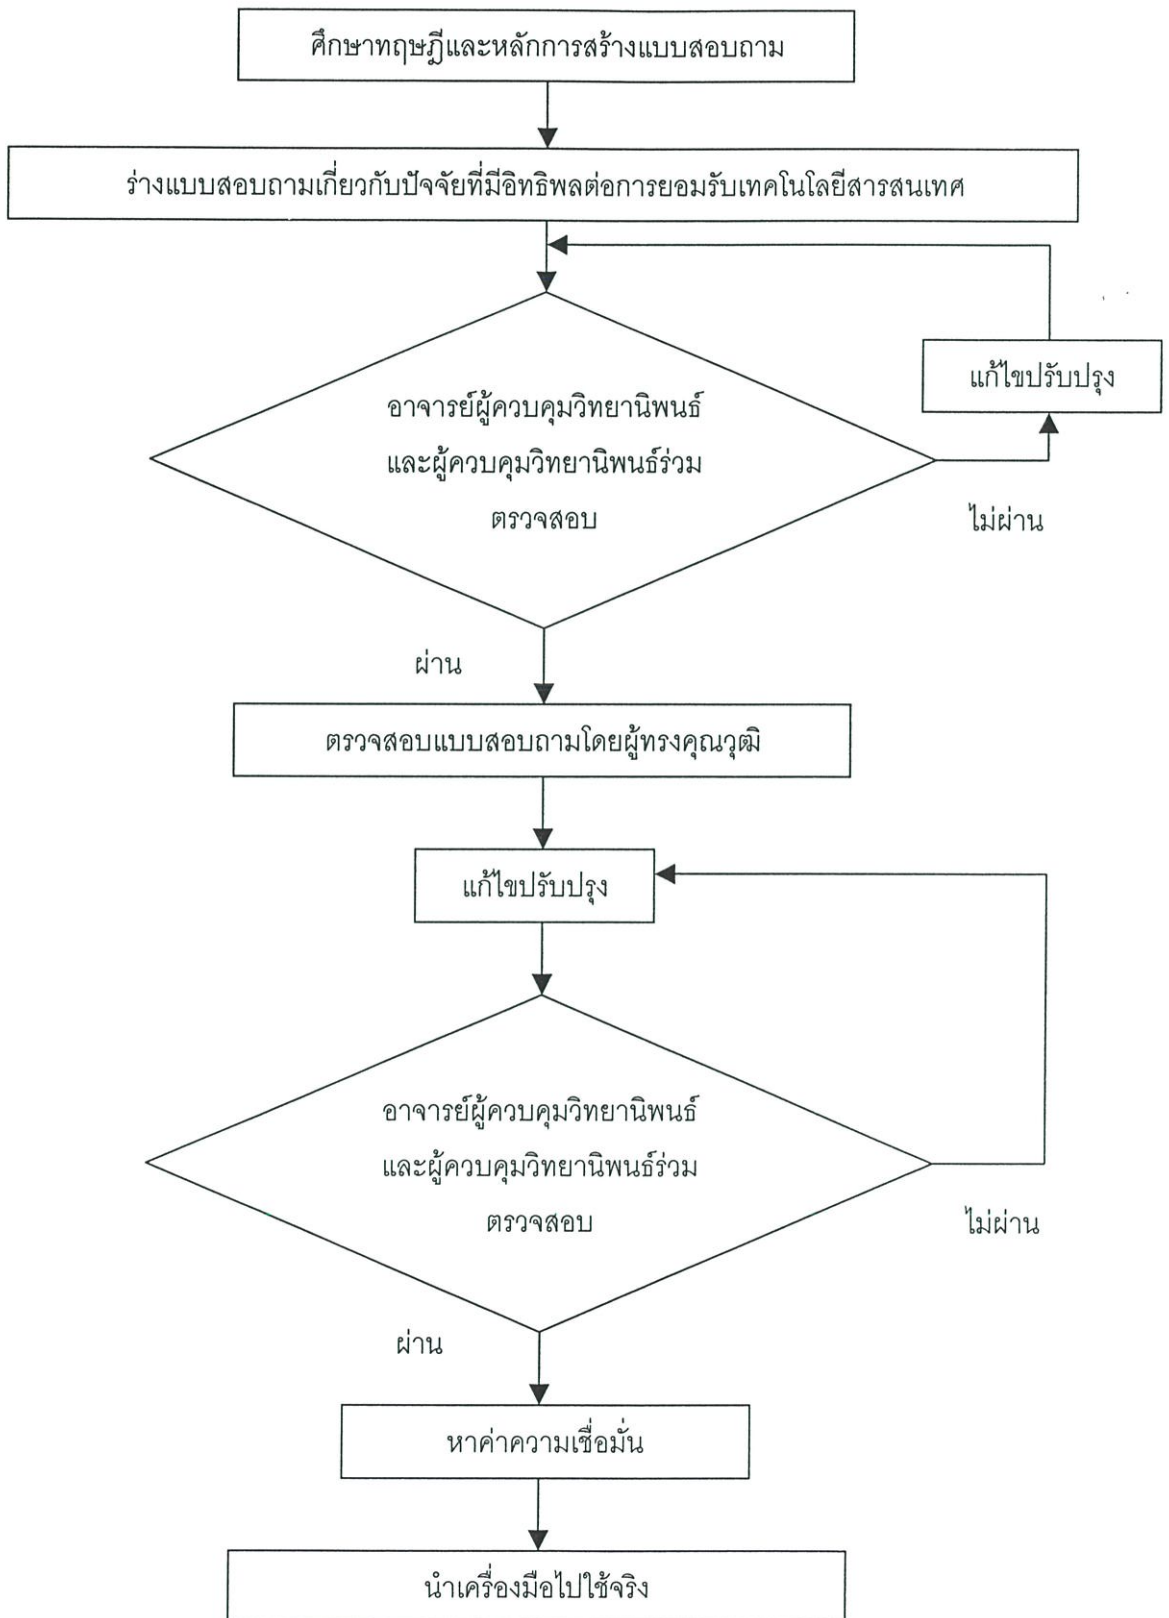 ศึกษาทฤษฎีและหลักการสร้างแบบสอบถาม
ร่างแบบสอบถามเกี่ยวกับปัจจัยที่มีอิทธิพลต่อการยอมรับเทคโนโลยีสารสนเทศ
แก้ไขปรับปรุง
อาจารย์ผู้ควบคุมวิทยานิพนธ์
และผู้ควบคุมวิทยานิพนธ์ร่วม
ตรวจสอบ
ไม่ผ่าน
ผ่าน
ตรวจสอบแบบสอบถามโดยผู้ทรงคุณวุฒิ
แก้ไขปรับปรุง
อาจารย์ผู้ควบคุมวิทยานิพนธ์
และผู้ควบคุมวิทยานิพนธ์ร่วม
ตรวจสอบ
ไม่ผ่าน
ผ่าน
หาค่าความเชื่อมั่น
นำเครื่องมือไปใช้จริง